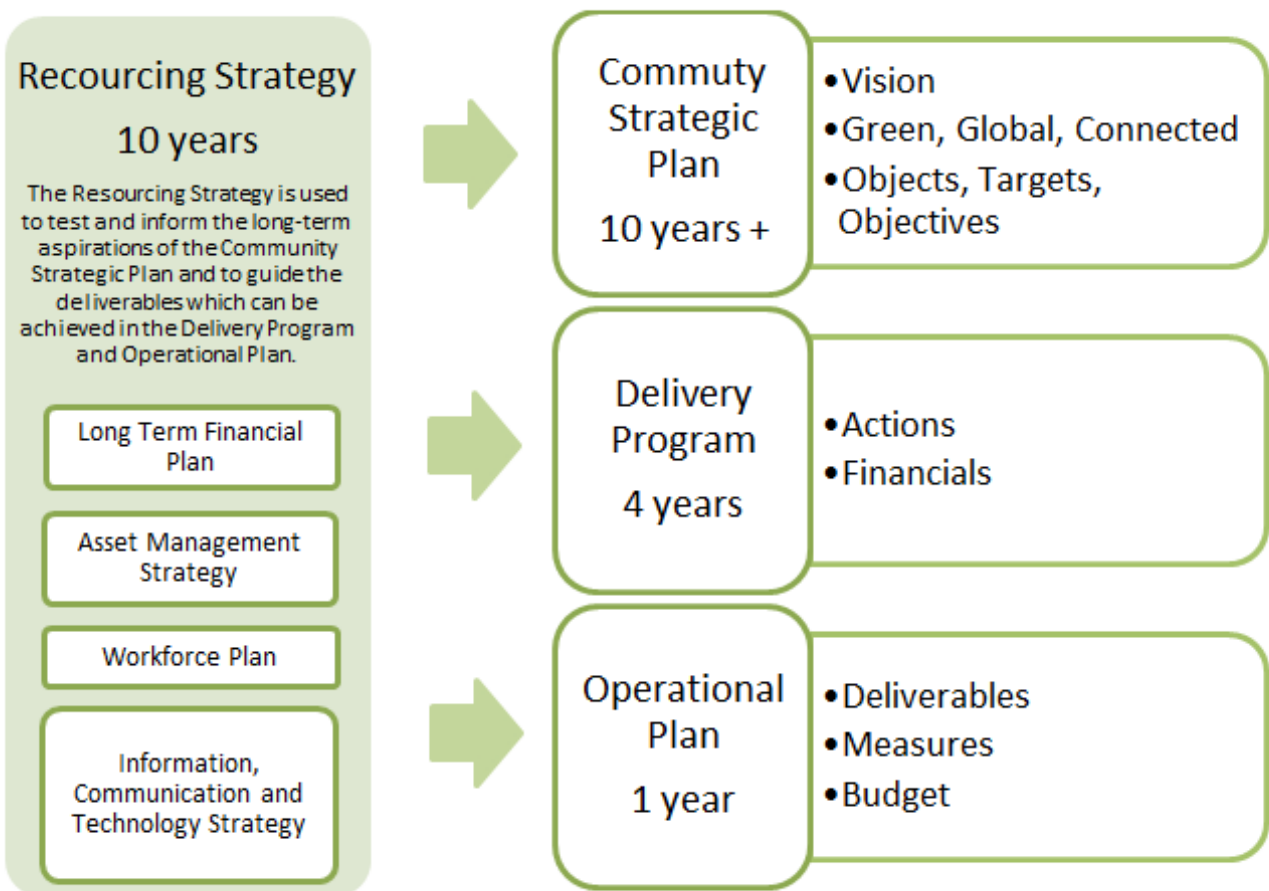 Recourcing Strategy
10 years
The Resourcing Strategy is used
to test and inform the long-term
aspirations of the Community
Strategic Plan and to guide the
deliverables which can be
achieved in the Delivery Program
and Operational Plan.
Long Term Financial
Plan
Asset Management
Strategy
Workforce Plan
Information,
Communication and
Technology Strategy
Commuty
Strategic
Plan
10 years +
•Vision
•Green, Global, Connected
•Objects, Targets,
Objectives
Delivery
Program
4 years
•Actions
•Financials
Operational
Plan
1 year
•Deliverables
•Measures
•Budget